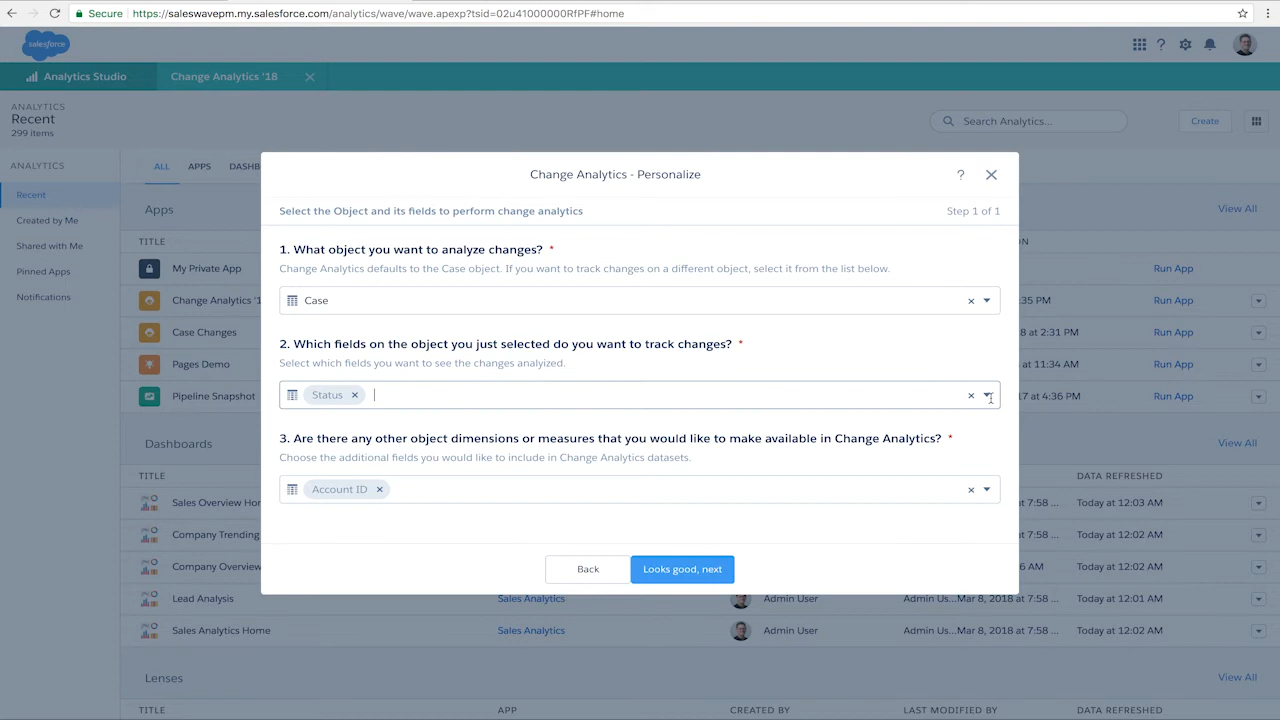 Secure https://saleswavepm.my.salesforce.com/analytics/wave/wave.apexp?tsid=02u41000000RfPF#home
salesforce
Analytics Studio Change Analytics '18
ANALYTICS
Recent
299 items
Search Analytics...
Create
ANALYTICS
Recent
Created by Me
Shared with Me
Pinned Apps
Notifications
ALL APPS DASHB
Apps View All
TITLE
My Private App Run App
Change Analytics '1 :35 PM Run App
Case Changes 8 at 2:31 PM Run App
Pages Demo at 11:34 AM Run App
Pipeline Snapshot 17 at 4:36 PM Run App
Change Analytics - Personalize ?
Select the Object and its fields to perform change analytics Step 1 of 1
1. What object you want to analyze changes? *
Change Analytics defaults to the Case object. If you want to track changes on a different object, select it from the list below.
Case
2. Which fields on the object you just selected do you want to track changes? *
Select which fields you want to see the changes analyized.
Status
3. Are there any other object dimensions or measures that you would like to make available in Change Analytics? *
Choose the additional fields you would like to include in Change Analytics datasets.
Account ID
Back Looks good, next
Dashboards View All
TITLE DATA REFRESHED
Sales Overview Hor at 7:58 ... Today at 12:03 AM
Company Trending at 7:58 ... Today at 12:02 AM
Company Overview 6 AM Today at 12:02 AM
Lead Analysis Sales Analytics Admin User Admin Us...Mar 8, 2018 at 7:58 ... Today at 12:01 AM
Sales Analytics Home Sales Analytics Admin User Admin Us...Mar 8, 2018 at 7:58 ... Today at 12:02 AM
Lenses View All
TITLE APP CREATED BY LAST MODIFIED BY DATA REFRESHED